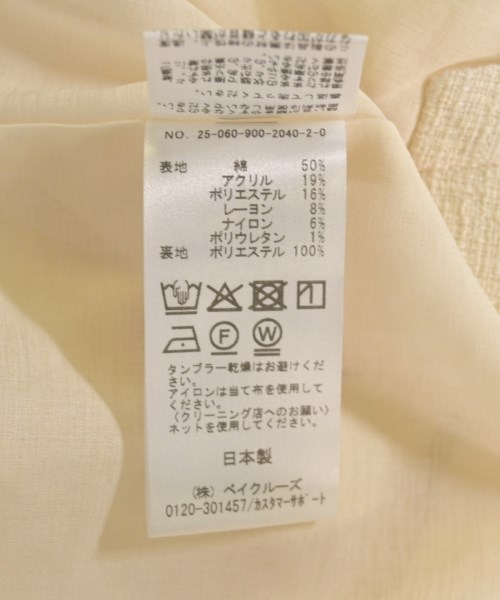 NO. 25-060-900-2040-2-0
表地 綿 50%
アクリル 19%
ポリエステル 16%
レーヨン 8%
ナイロン 6%
ポリウレタン 1%
裏地 ポリエステル 100%
F W
タンブラー乾燥はお避けくだ
さい。
アイロンは当て布を使用して
ください。
〈クリーニング店へのお願い〉
ネットを使用してください。
日本製
(株) ベイクルーズ
0120-301457/カスタマーサポート